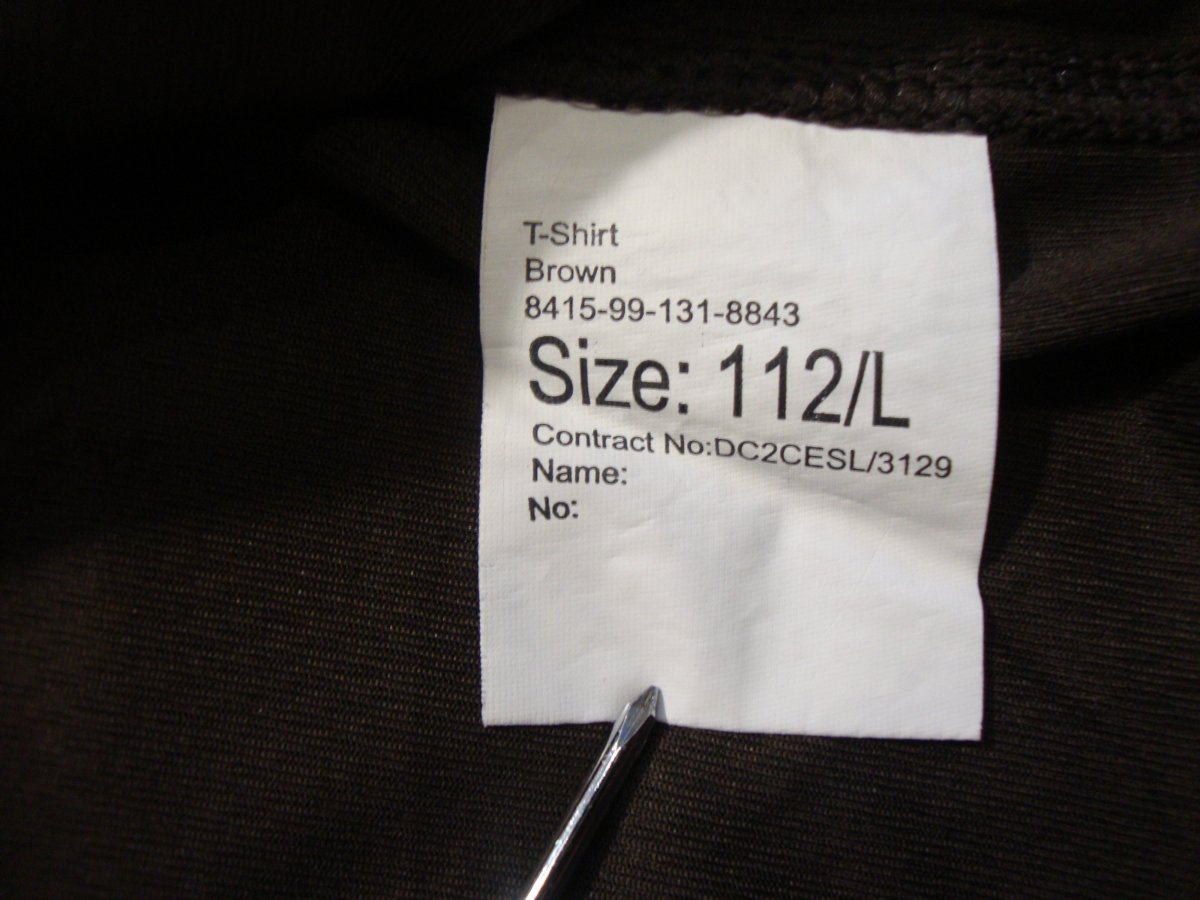 T-Shirt
Brown
8415-99-131-8843
Size: 112/L
Contract No:DC2CESL/3129
Name:
No: